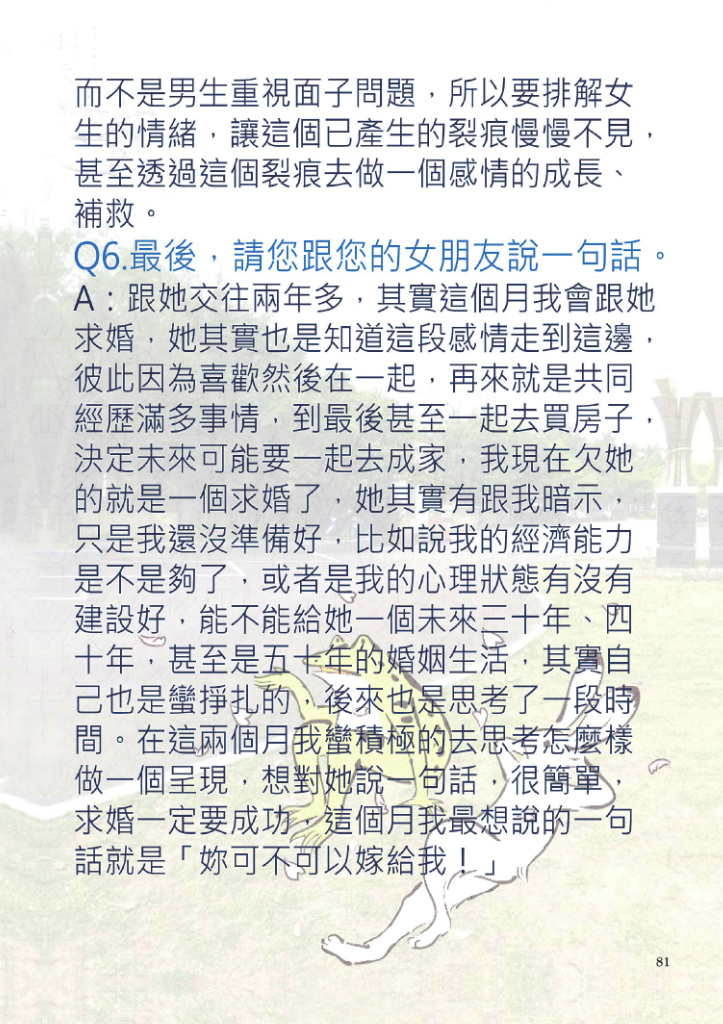 而不是男生重視面子問題，所以要排解女
生的情緒，讓這個已產生的裂痕慢慢不見，
甚至透過這個裂痕去做一個感情的成長、
補救。
Q6.最後，請您跟您的女朋友說一句話。
A：跟她交往兩年多，其實這個月我會跟她
求婚，她其實也是知道這段感情走到這邊，
彼此因為喜歡然後在一起，再來就是共同
經歷滿多事情，到最後甚至一起去買房子，
決定未來可能要一起去成家，我現在欠她
的就是一個求婚了，她其實有跟我暗示，
只是我還沒準備好，比如說我的經濟能力
是不是夠了，或者是我的心理狀態有沒有
建設好，能不能給她一個未來三十年、四
十年，甚至是五十年的婚姻生活，其實自
己也是蠻掙扎的，後來也是思考了一段時
間。在這兩個月我蠻積極的去思考怎麼樣
做一個呈現，想對她說一句話，很簡單，
求婚一定要成功，這個月我最想說的一句
話就是「妳可不可以嫁給我！」
81